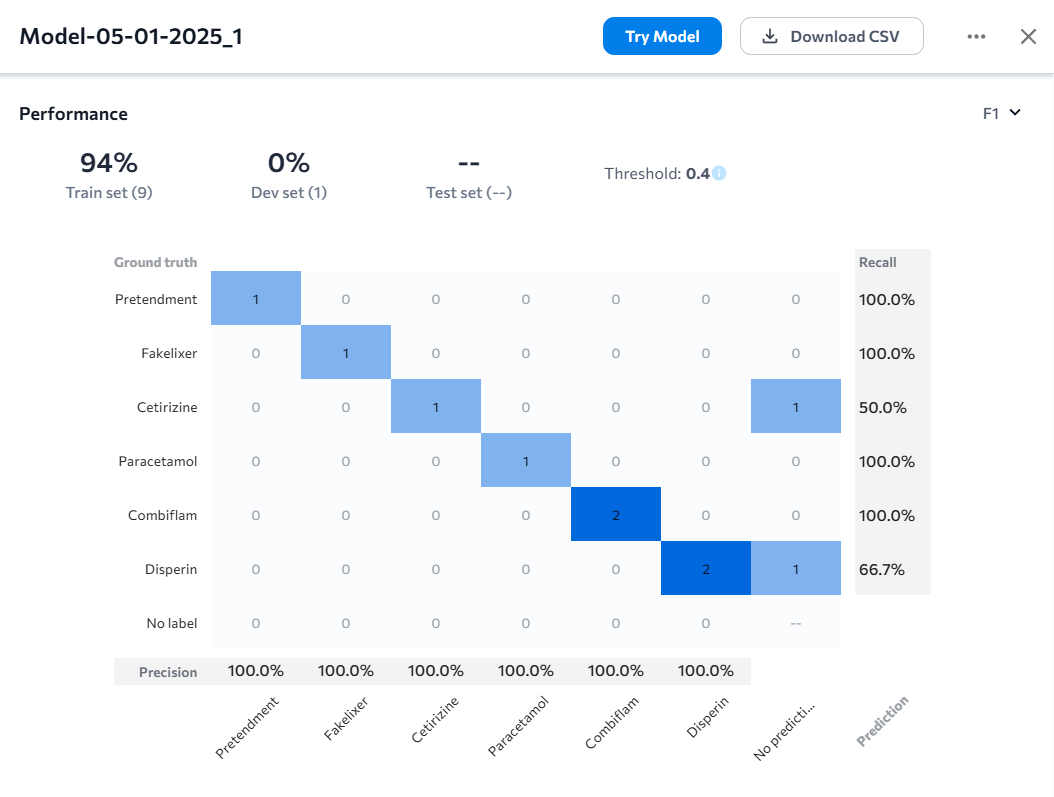 Model-05-01-2025_1
Try Model
Download CSV
Performance
F1
94%
0%
--
Train set (9)
Dev set (1)
Test set (--)
Threshold: 0.4
Ground truth
Recall
Pretendment 1 0 0 0 0 0 0 100.0%
Fakelixer 0 1 0 0 0 0 0 100.0%
Cetirizine 0 0 1 0 0 0 1 50.0%
Paracetamol 0 0 0 1 0 0 0 100.0%
Combiflam 0 0 0 0 2 0 0 100.0%
Disperin 0 0 0 0 0 2 1 66.7%
No label 0 0 0 0 0 0 --
Precision 100.0% 100.0% 100.0% 100.0% 100.0% 100.0%
Pretendment
Fakelixer
Cetirizine
Paracetamol
Combiflam
Disperin
No predicti...
Prediction